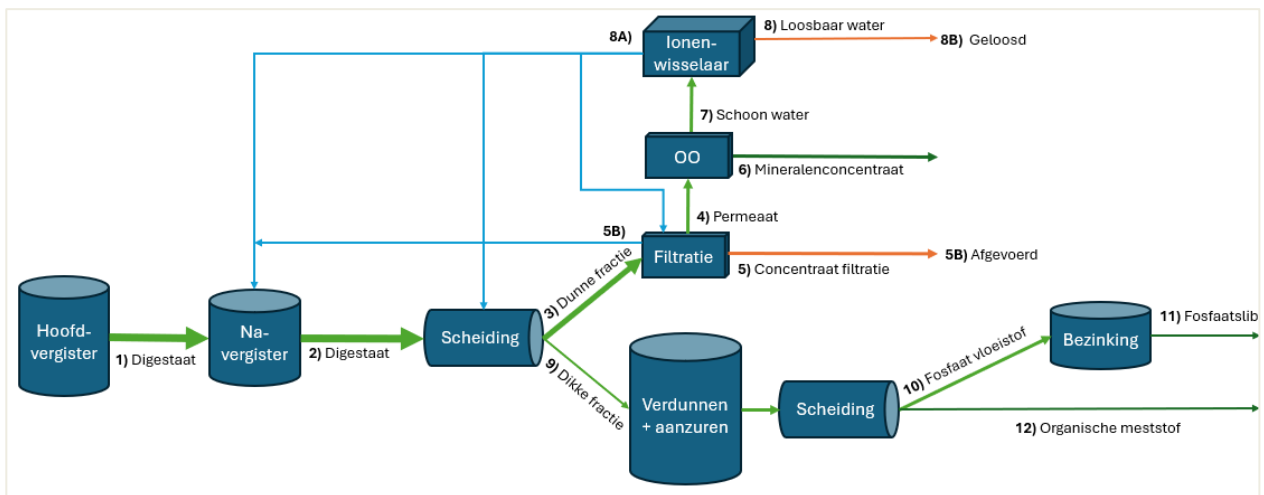 8) Loosbaar water
8A)
Ionen-
wisselaar
8B) Geloosd
7) Schoon water
OO
6) Mineralenconcentraat
4) Permeaat
5B)
Filtratie
5B) Afgevoerd
5) Concentraat filtratie
3) Dunne fractie
Hoofd-
vergister
1) Digestaat
Na-
vergister
2) Digestaat
Scheiding
9) Dikke fractie
Verdunnen
+ aanzuren
Scheiding
10) Fosfaat vloeistof
Bezinking
11) Fosfaatslib
12) Organische meststof